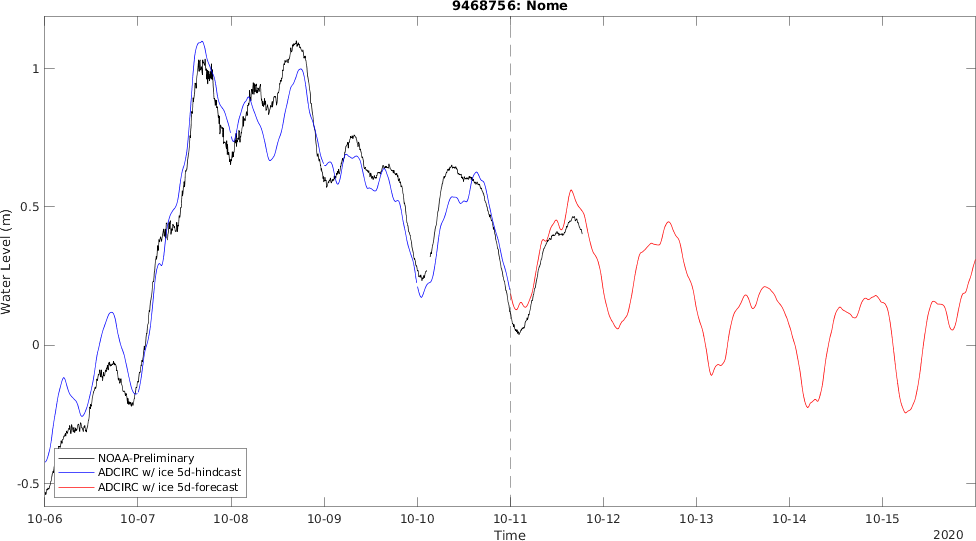 9468756: Nome
Water Level (m)
1
0.5
0
-0.5
NOAA-Preliminary
ADCIRC w/ ice 5d-hindcast
ADCIRC w/ ice 5d-forecast
10-06 10-07 10-08 10-09 10-10 10-11 10-12 10-13 10-14 10-15
Time
2020